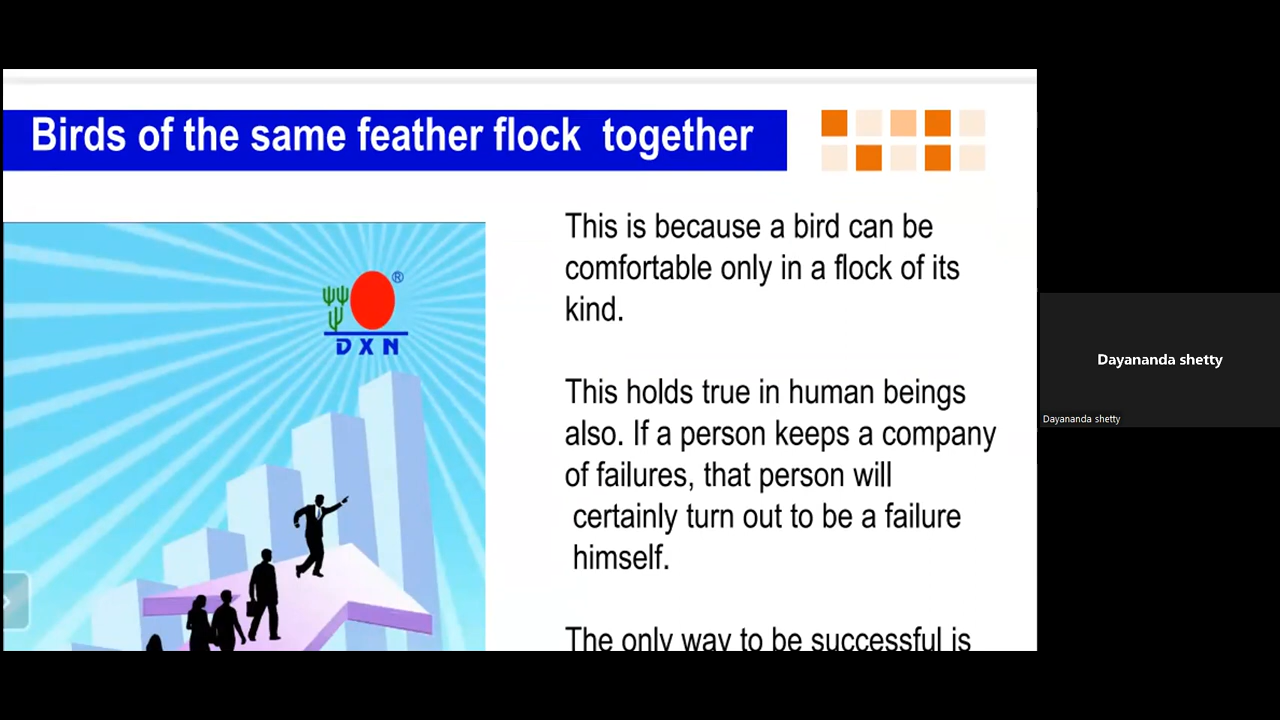 Birds of the same feather flock together
This is because a bird can be
comfortable only in a flock of its
kind.
This holds true in human beings
also. If a person keeps a company
of failures, that person will
certainly turn out to be a failure
himself.
The only way to be successful is
®
DXN
Dayananda shetty
Dayananda shetty